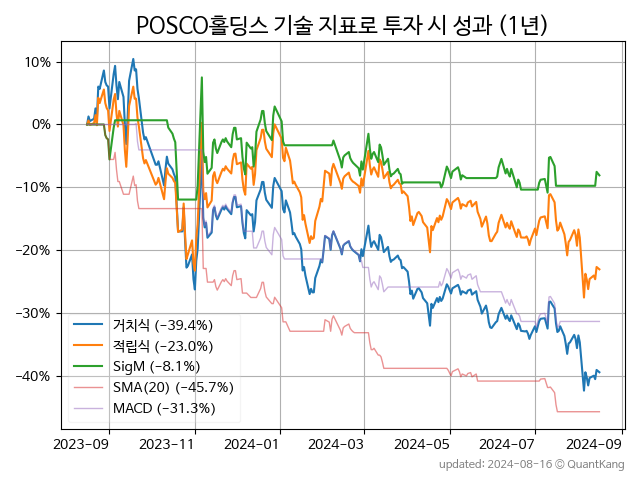 POSCO홀딩스 기술 지표로 투자 시 성과 (1년)
10%
0%
−10%
−20%
−30%
−40%
거치식 (−39.4%)
적립식 (−23.0%)
SigM (−8.1%)
SMA(20) (−45.7%)
MACD (−31.3%)
2023−09
2023−11
2024−01
2024−03
2024−05
2024−07
2024−09
updated: 2024-08-16 © QuantKang